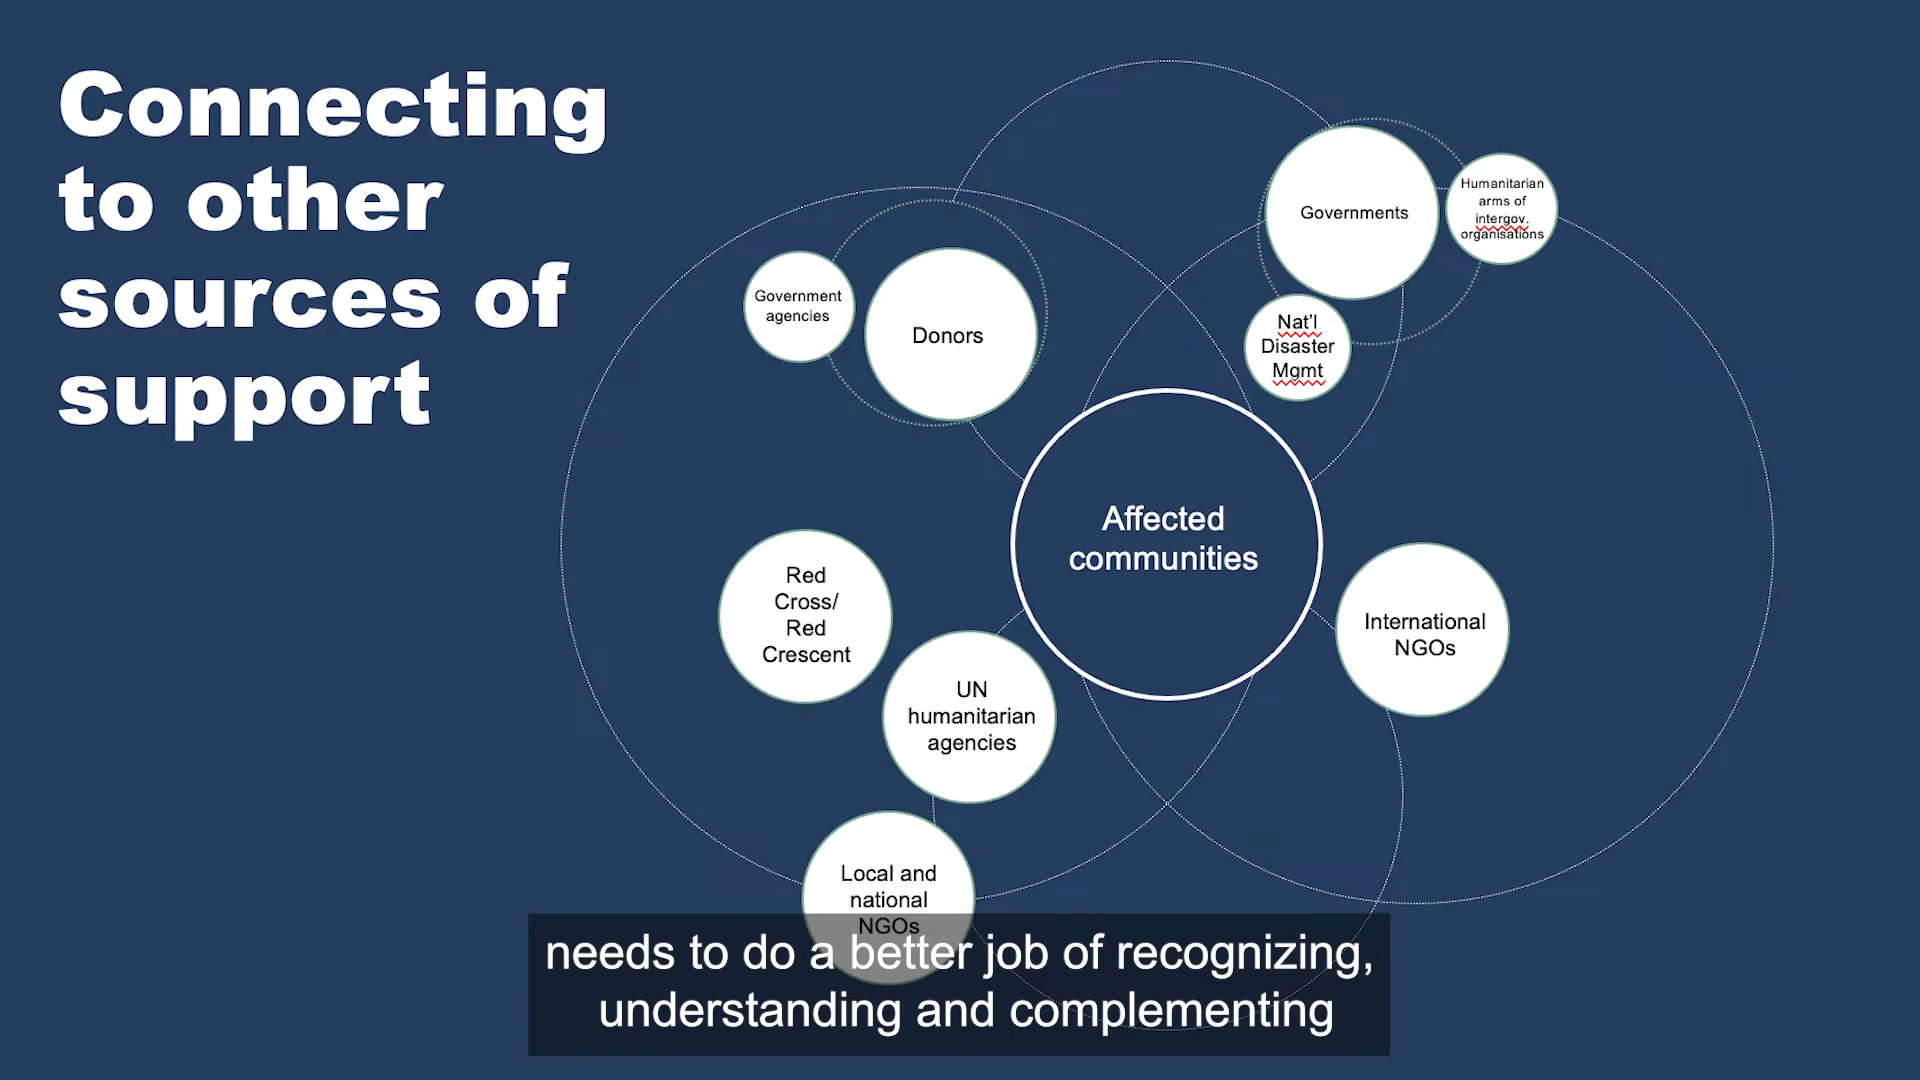 Connecting
to other
sources of
support
Governments
Humanitarian
arms of
intergov.
organisations
Government
agencies
Donors
Nat'l
Disaster
Mgmt
Affected
communities
Red
Cross/
Red
Crescent
International
NGOs
UN
humanitarian
agencies
Local and
national
NGOs
needs to do a better job of recognizing,
understanding and complementing